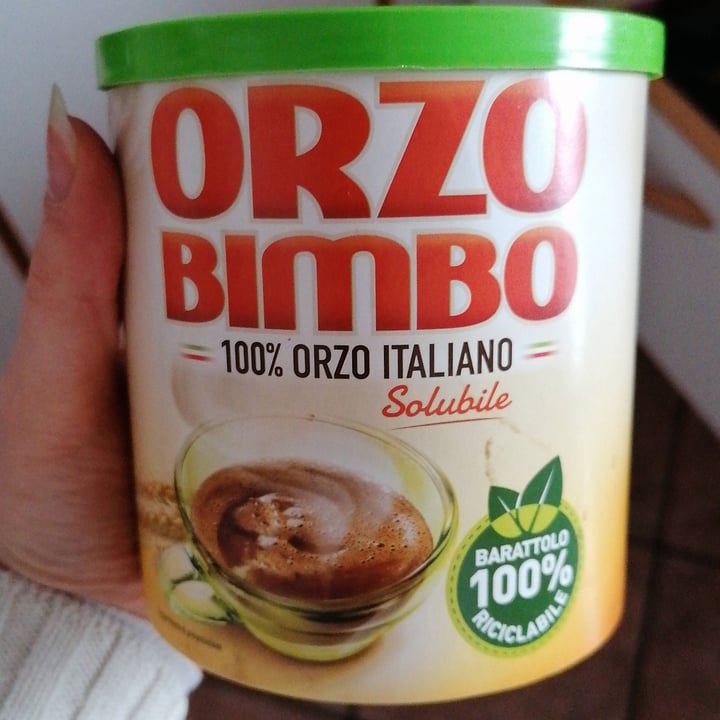 ORZO
BIMBO
100% ORZO ITALIANO
Solubile
BARATTOLO
100%
RICICLABILE